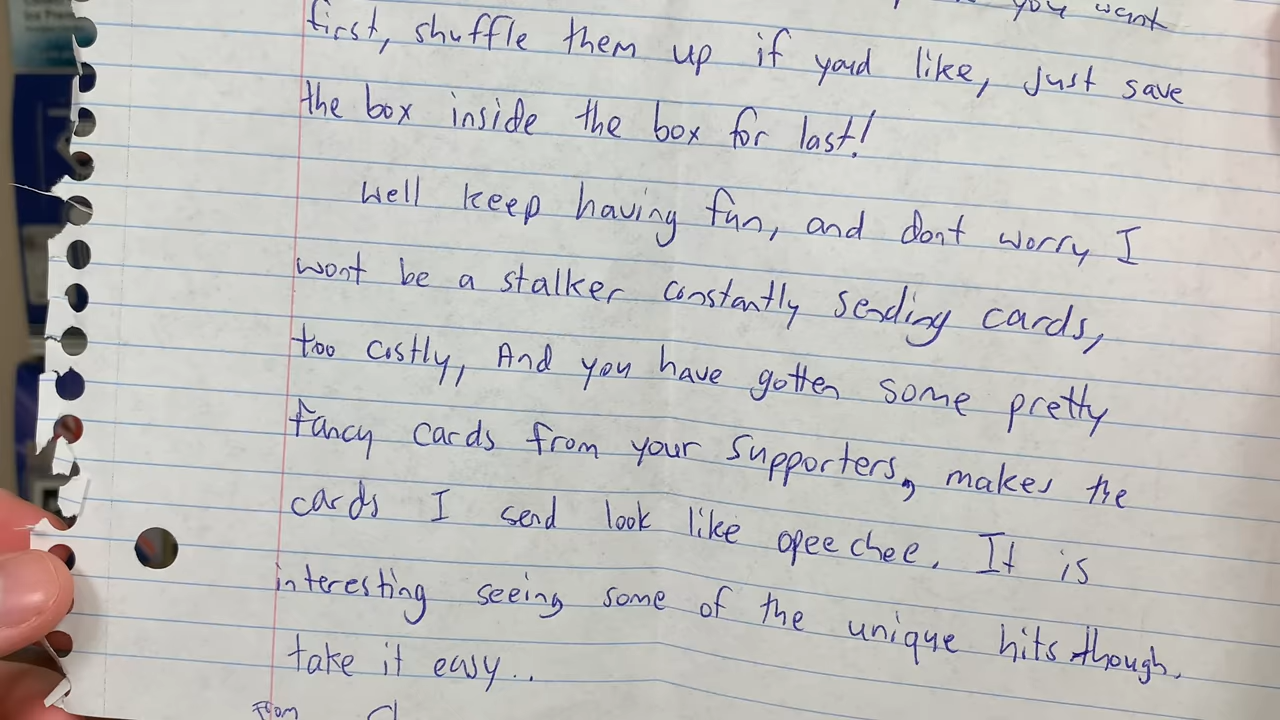 you want
first, shuffle them up if youd like, just save
the box inside the box for last!
Well keep having fun, and dont worry I
wont be a stalker constantly sending cards,
too costly, And you have gotten some pretty
fancy cards from your supporters, makes the
cards I send look like opee chee. It is
interesting seeing some of the unique hits though.
take it easy..
From